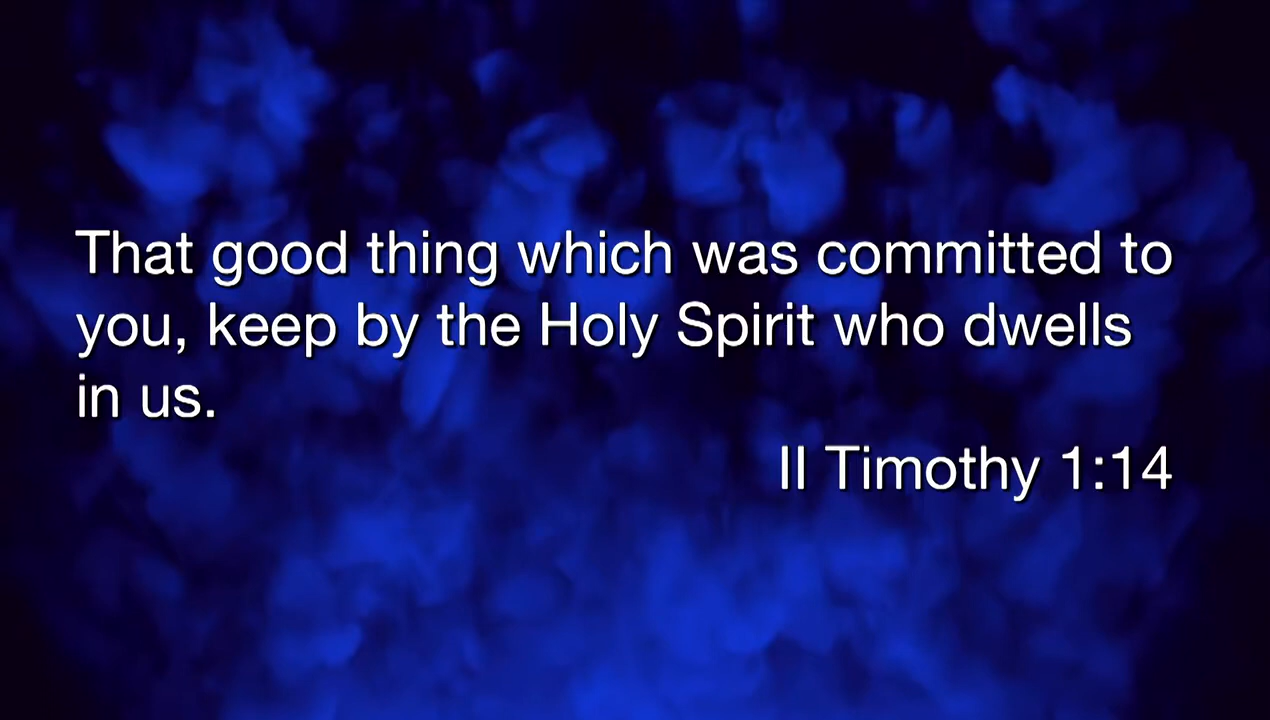 That good thing which was committed to
you, keep by the Holy Spirit who dwells
in us.
II Timothy 1:14